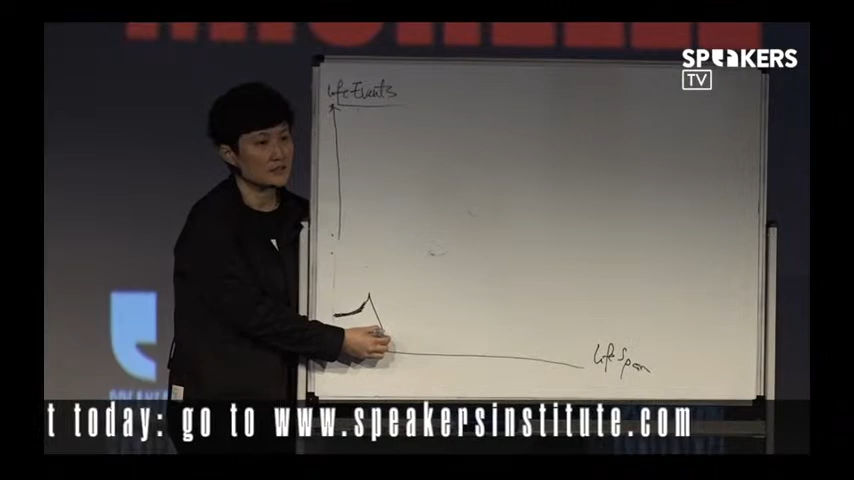 SPEAKERS
TV
Life Events
Life Span
t today: go to www.speakersinstitute.com